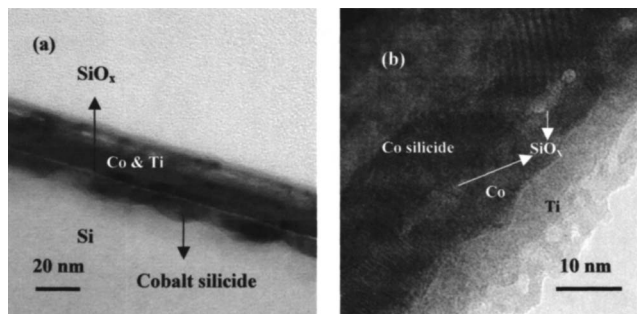 (a)
SiOx
Co & Ti
Si
20 nm
Cobalt silicide
(b)
Co silicide
SiOx
Co
Ti
10 nm